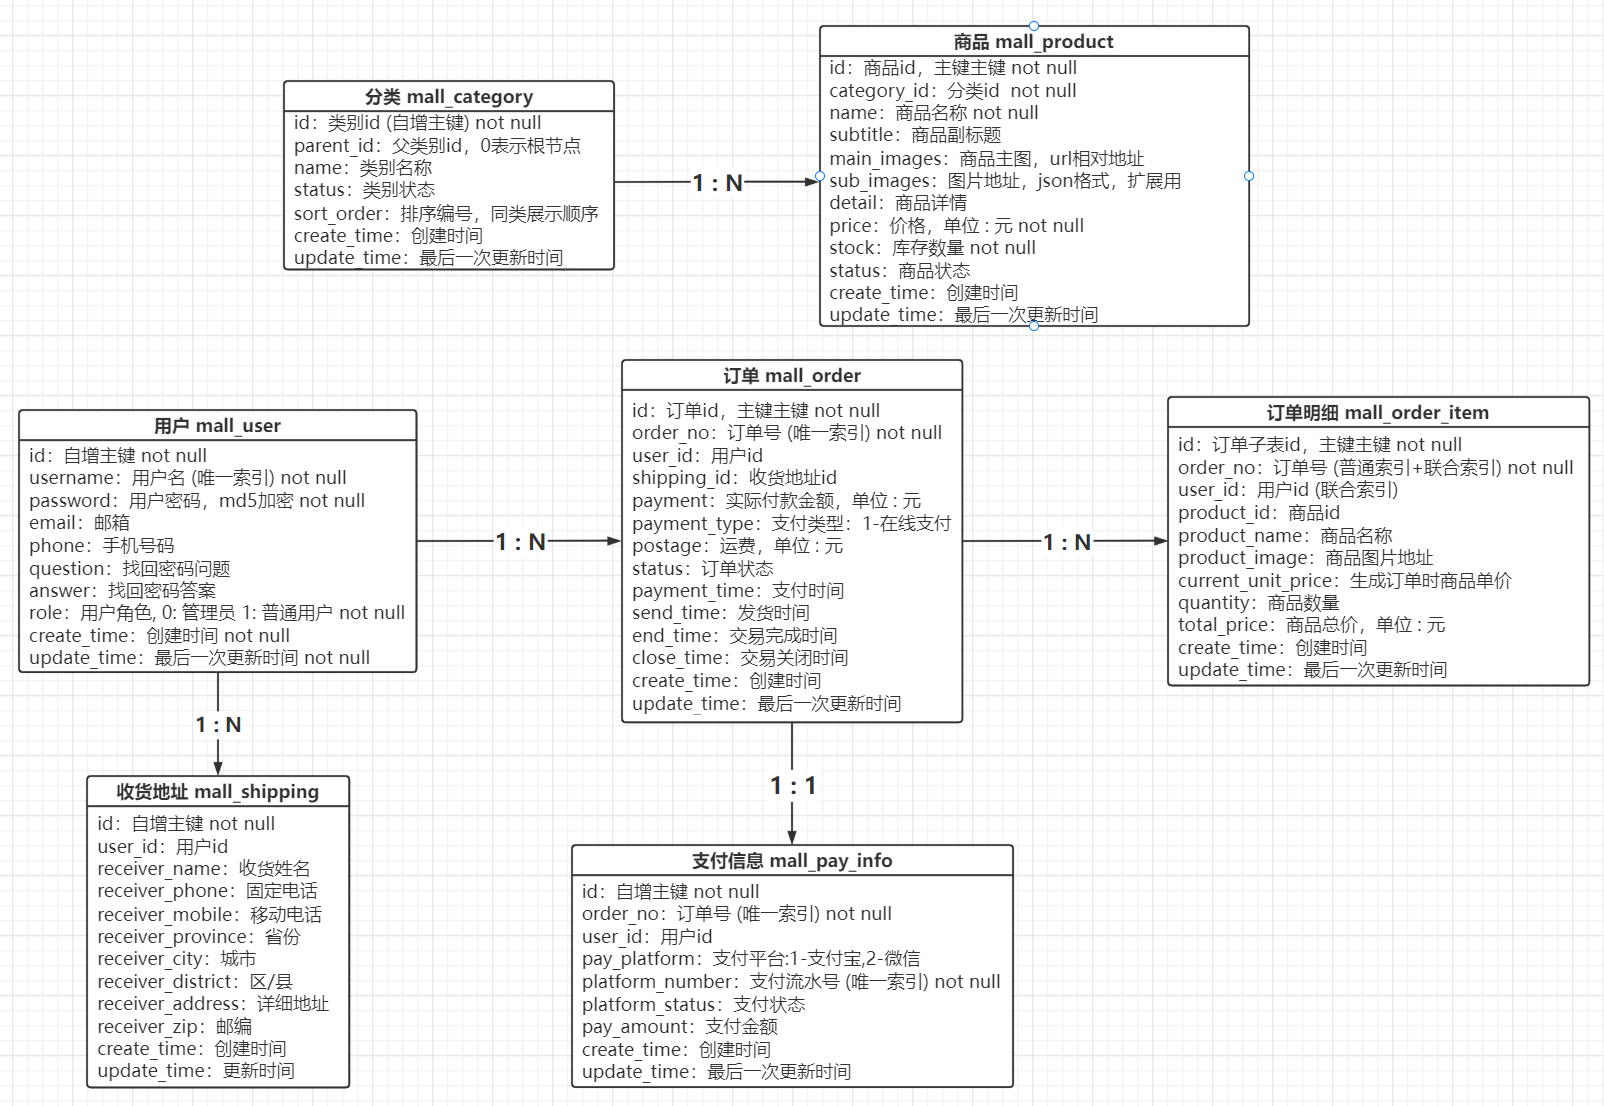 商品 mall_product
id：商品id，主键主键 not null
category_id：分类id  not null
name：商品名称 not null
subtitle：商品副标题
main_images：商品主图，url相对地址
sub_images：图片地址，json格式，扩展用
detail：商品详情
price：价格，单位 : 元 not null
stock：库存数量 not null
status：商品状态
create_time：创建时间
update_time：最后一次更新时间
分类 mall_category
id：类别id (自增主键) not null
parent_id：父类别id，0表示根节点
name：类别名称
status：类别状态
sort_order：排序编号，同类展示顺序
create_time：创建时间
update_time：最后一次更新时间
1 : N
订单 mall_order
id：订单id，主键主键 not null
order_no：订单号 (唯一索引) not null
user_id：用户id
shipping_id：收货地址id
payment：实际付款金额，单位 : 元
payment_type：支付类型：1-在线支付
postage：运费，单位 : 元
status：订单状态
payment_time：支付时间
send_time：发货时间
end_time：交易完成时间
close_time：交易关闭时间
create_time：创建时间
update_time：最后一次更新时间
订单明细 mall_order_item
id：订单子表id，主键主键 not null
order_no：订单号 (普通索引+联合索引) not null
user_id：用户id (联合索引)
product_id：商品id
product_name：商品名称
product_image：商品图片地址
current_unit_price：生成订单时商品单价
quantity：商品数量
total_price：商品总价，单位 : 元
create_time：创建时间
update_time：最后一次更新时间
用户 mall_user
id：自增主键 not null
username：用户名 (唯一索引) not null
password：用户密码，md5加密 not null
email：邮箱
phone：手机号码
question：找回密码问题
answer：找回密码答案
role：用户角色, 0: 管理员 1: 普通用户 not null
create_time：创建时间 not null
update_time：最后一次更新时间 not null
1 : N
1 : N
1 : N
1 : 1
收货地址 mall_shipping
id：自增主键 not null
user_id：用户id
receiver_name：收货姓名
receiver_phone：固定电话
receiver_mobile：移动电话
receiver_province：省份
receiver_city：城市
receiver_district：区/县
receiver_address：详细地址
receiver_zip：邮编
create_time：创建时间
update_time：更新时间
支付信息 mall_pay_info
id：自增主键 not null
order_no：订单号 (唯一索引) not null
user_id：用户id
pay_platform：支付平台:1-支付宝,2-微信
platform_number：支付流水号 (唯一索引) not null
platform_status：支付状态
pay_amount：支付金额
create_time：创建时间
update_time：最后一次更新时间